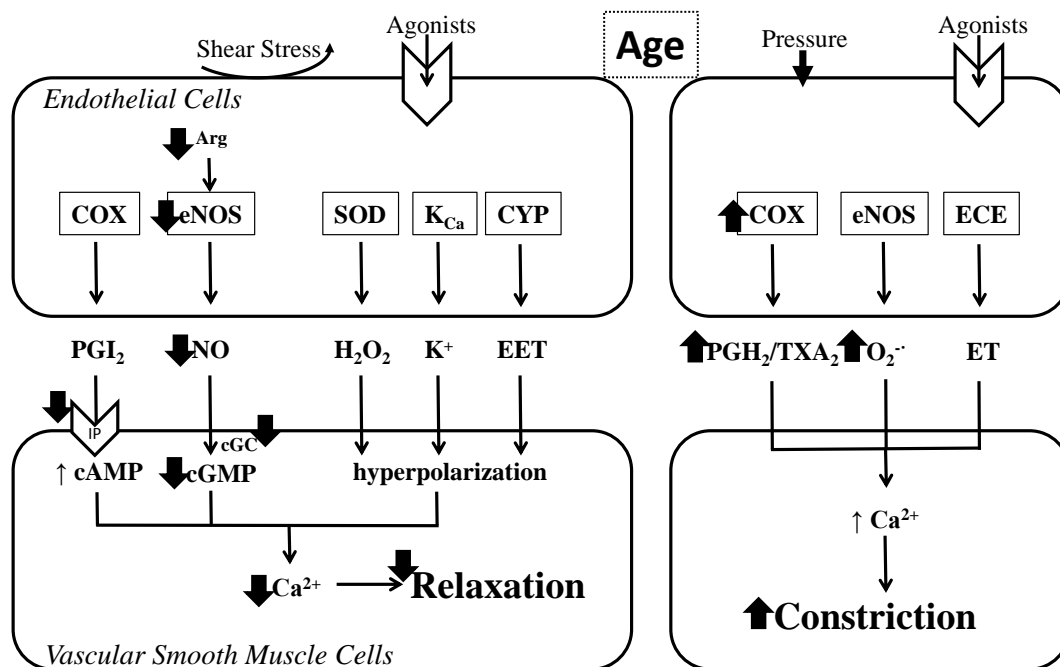 Agonists
Agonists
Shear Stress
Age
Pressure
Endothelial Cells
Arg
COX
eNOS
SOD
K_Ca
CYP
COX
eNOS
ECE
PGI₂
NO
H₂O₂
K⁺
EET
PGH₂/TXA₂
O₂⁻·
ET
IP
cGC
↑ cAMP
cGMP
hyperpolarization
↑ Ca²⁺
Ca²⁺
Relaxation
Constriction
Vascular Smooth Muscle Cells